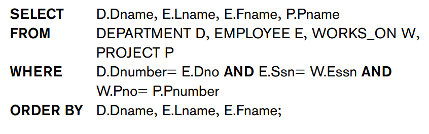 SELECT D.Dname, E.Lname, E.Fname, P.Pname
FROM DEPARTMENT D, EMPLOYEE E, WORKS_ON W,
PROJECT P
WHERE D.Dnumber= E.Dno AND E.Ssn= W.Essn AND
W.Pno= P.Pnumber
ORDER BY D.Dname, E.Lname, E.Fname;